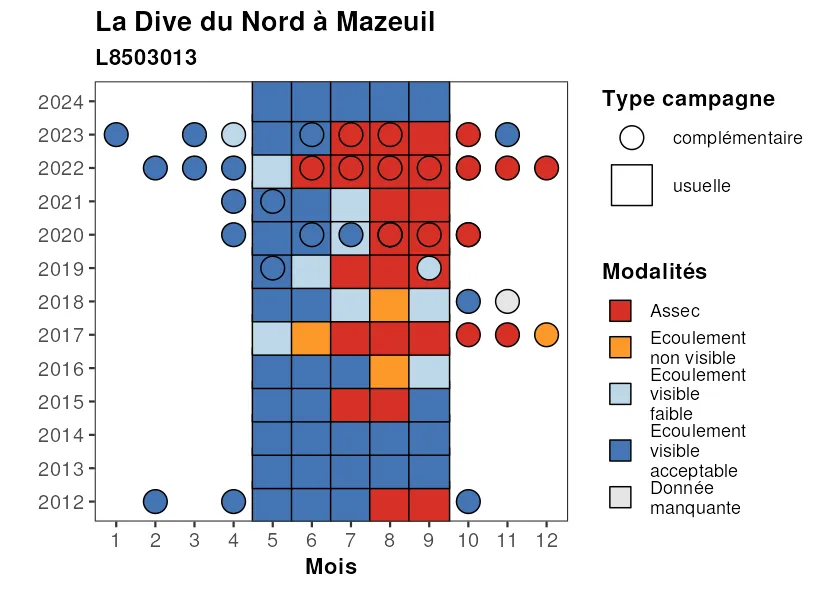 La Dive du Nord à Mazeuil
L8503013
2024
2023
2022
2021
2020
2019
2018
2017
2016
2015
2014
2013
2012
1 2 3 4 5 6 7 8 9 10 11 12
Mois
Type campagne
complémentaire
usuelle
Modalités
Assec
Ecoulement
non visible
Ecoulement
visible
faible
Ecoulement
visible
acceptable
Donnée
manquante